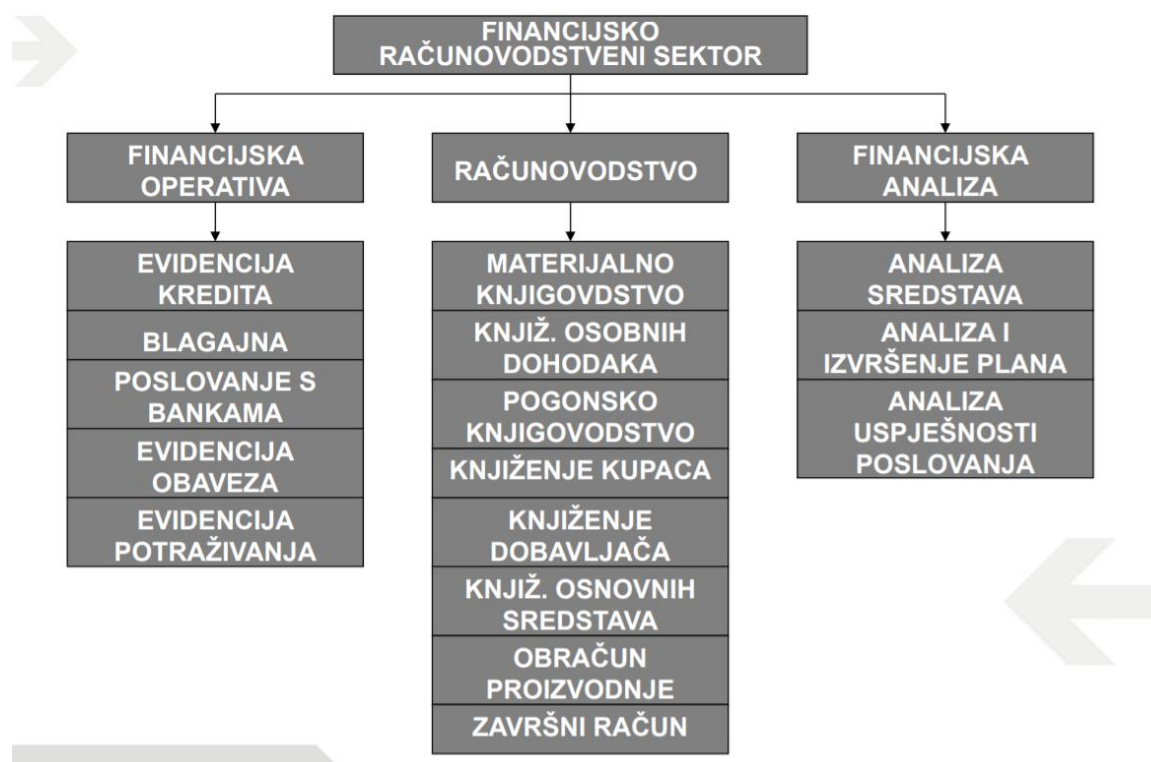 FINANCIJSKO
RAČUNOVODSTVENI SEKTOR
FINANCIJSKA
OPERATIVA
EVIDENCIJA
KREDITA
BLAGAJNA
POSLOVANJE S
BANKAMA
EVIDENCIJA
OBAVEZA
EVIDENCIJA
POTRAŽIVANJA
RAČUNOVODSTVO
MATERIJALNO
KNJIGOVDSTVO
KNJIŽ. OSOBNIH
DOHODAKA
POGONSKO
KNJIGOVODSTVO
KNJIŽENJE KUPACA
KNJIŽENJE
DOBAVLJAČA
KNJIŽ. OSNOVNIH
SREDSTAVA
OBRAČUN
PROIZVODNJE
ZAVRŠNI RAČUN
FINANCIJSKA
ANALIZA
ANALIZA
SREDSTAVA
ANALIZA I
IZVRŠENJE PLANA
ANALIZA
USPJEŠNOSTI
POSLOVANJA